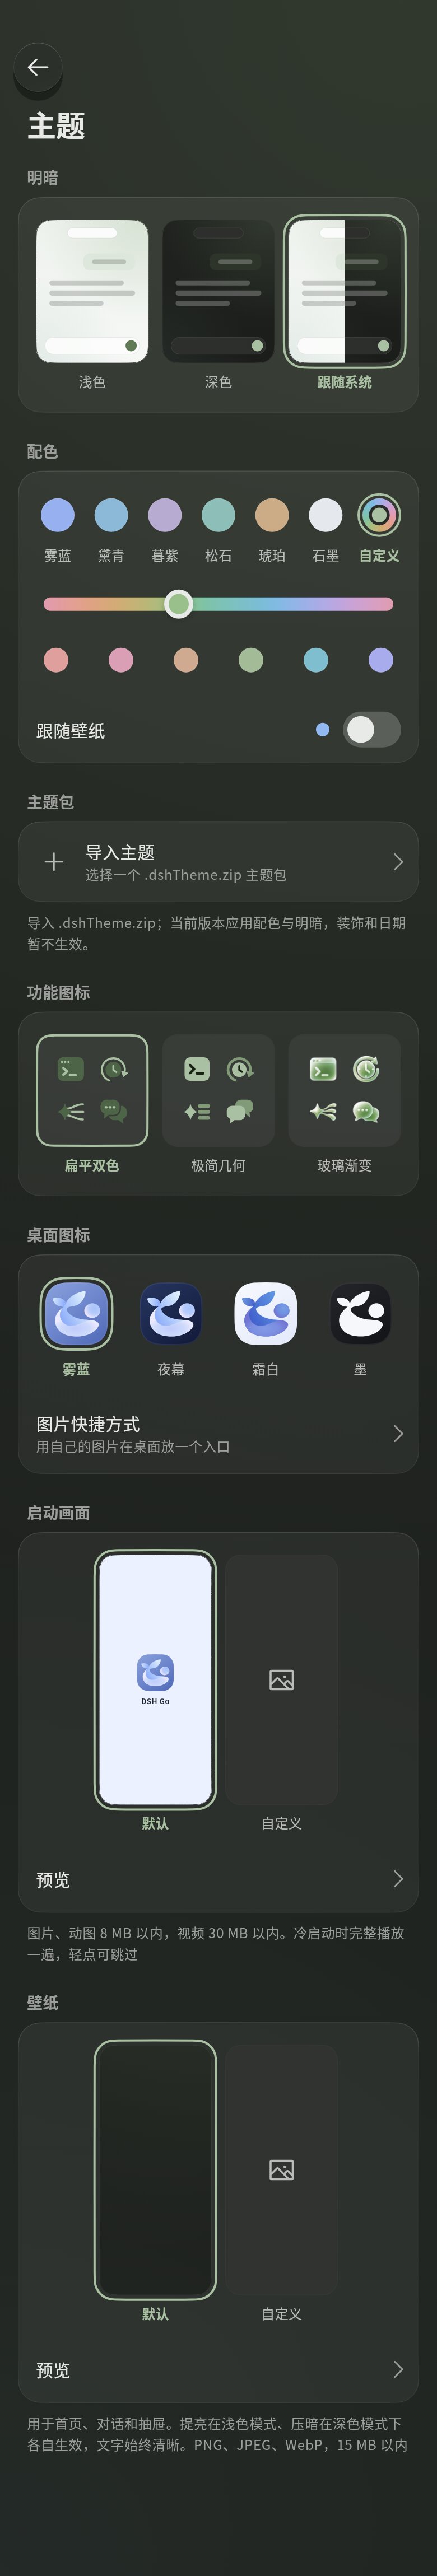 主题
明暗
浅色
深色
跟随系统
配色
雾蓝
黛青
暮紫
松石
琥珀
石墨
自定义
跟随壁纸
主题包
导入主题
选择一个 .dshTheme.zip 主题包
导入 .dshTheme.zip；当前版本应用配色与明暗，装饰和日期
暂不生效。
功能图标
扁平双色
极简几何
玻璃渐变
桌面图标
雾蓝
夜幕
霜白
墨
图片快捷方式
用自己的图片在桌面放一个入口
启动画面
DSH Go
默认
自定义
预览
图片、动图 8 MB 以内，视频 30 MB 以内。冷启动时完整播放
一遍，轻点可跳过
壁纸
默认
自定义
预览
用于首页、对话和抽屉。提亮在浅色模式、压暗在深色模式下
各自生效，文字始终清晰。PNG、JPEG、WebP，15 MB 以内